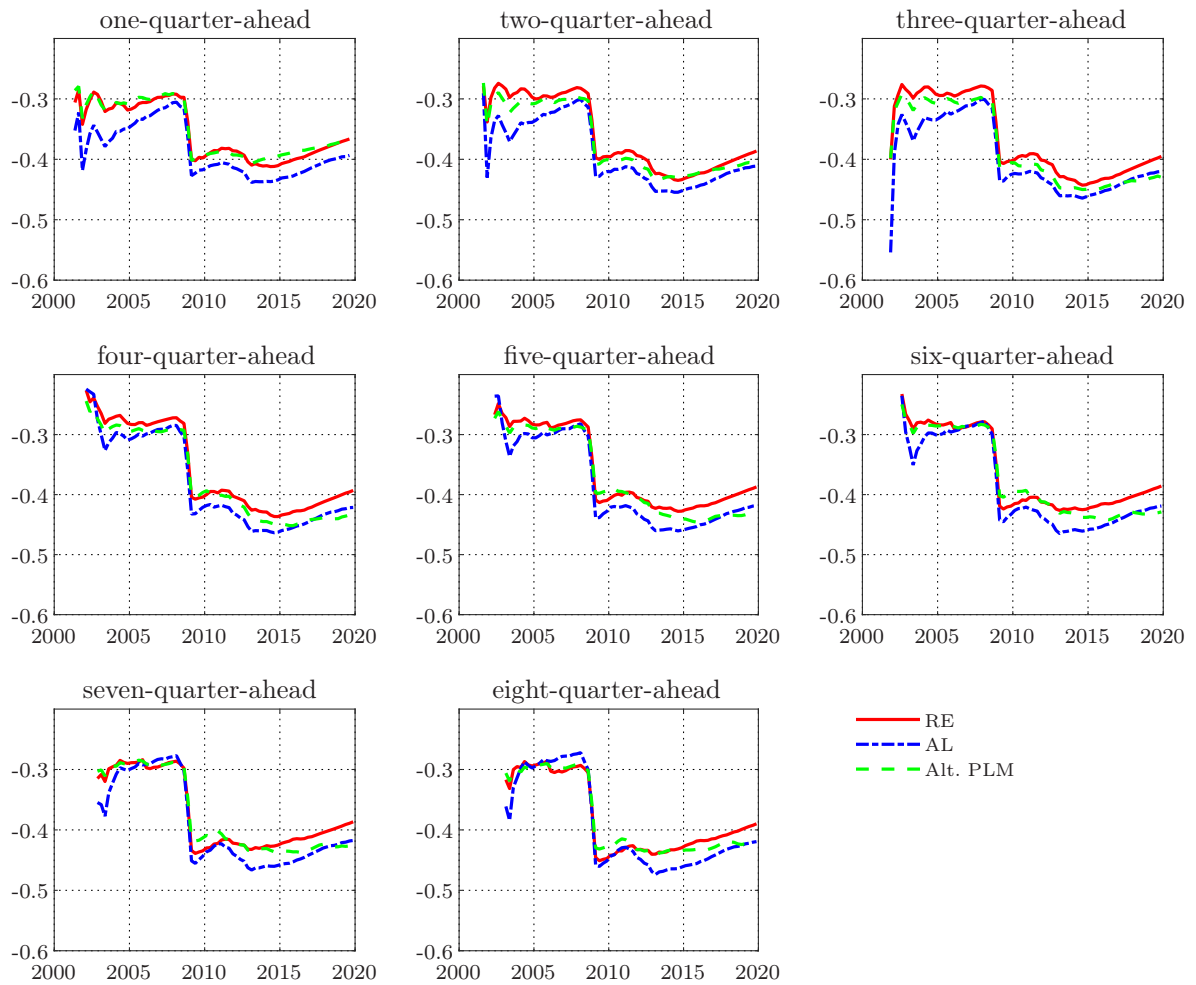 one-quarter-ahead
two-quarter-ahead
three-quarter-ahead
-0.3
-0.4
-0.5
-0.6
2000 2005 2010 2015 2020
-0.3
-0.4
-0.5
-0.6
2000 2005 2010 2015 2020
-0.3
-0.4
-0.5
-0.6
2000 2005 2010 2015 2020
four-quarter-ahead
five-quarter-ahead
six-quarter-ahead
-0.3
-0.4
-0.5
-0.6
2000 2005 2010 2015 2020
-0.3
-0.4
-0.5
-0.6
2000 2005 2010 2015 2020
-0.3
-0.4
-0.5
-0.6
2000 2005 2010 2015 2020
seven-quarter-ahead
eight-quarter-ahead
-0.3
-0.4
-0.5
-0.6
2000 2005 2010 2015 2020
-0.3
-0.4
-0.5
-0.6
2000 2005 2010 2015 2020
RE
AL
Alt. PLM